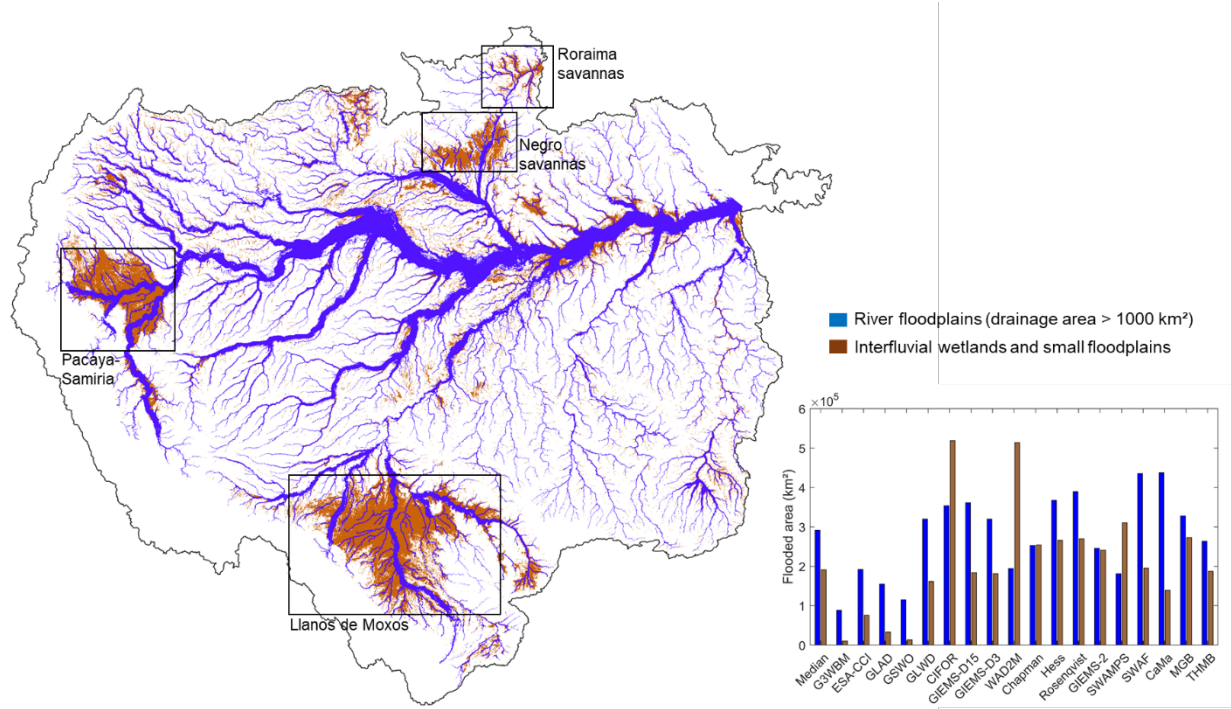 Roraima
savannas
Negro
savannas
Pacaya-
Samiria
Llanos de Moxos
River floodplains (drainage area > 1000 km²)
Interfluvial wetlands and small floodplains
×10⁵
Flooded area (km²)
6
5
4
3
2
1
0
Median
G3WBM
ESA-CCI
GLAD
GSWO
GLWD
CIFOR
GIEMS-D15
GIEMS-D3
WAD2M
Chapman
Hess
Rosenqvist
GIEMS-2
SWAMPS
SWAF
CaMa
MGB
THMB